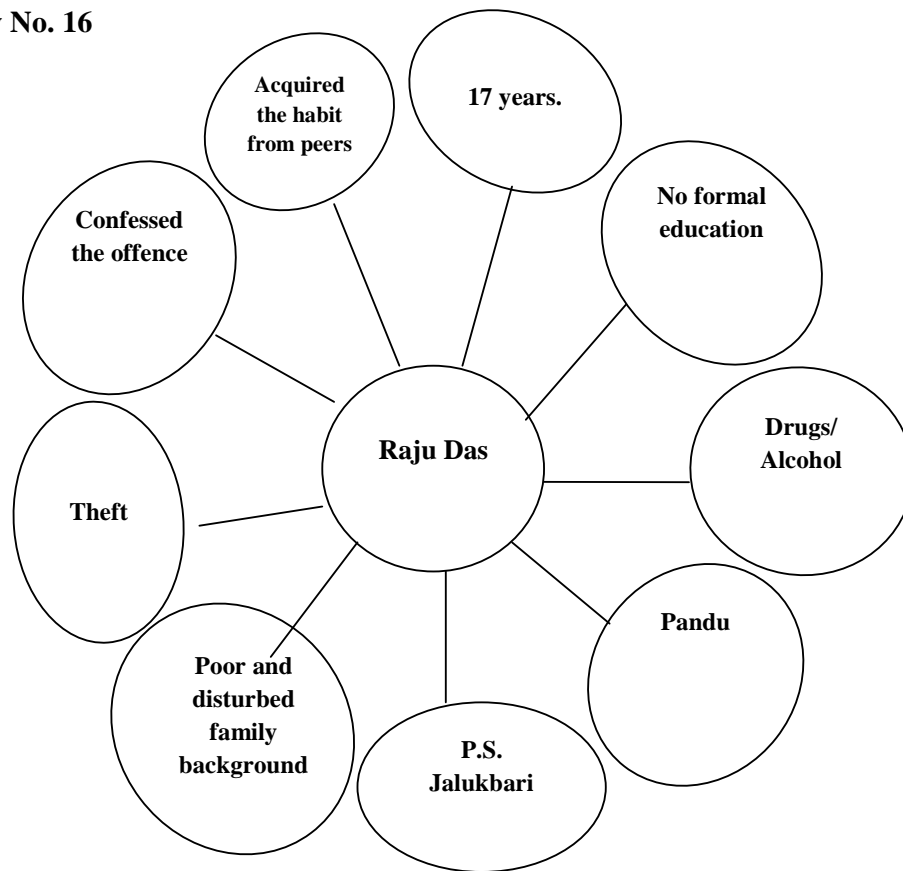 No. 16
Acquired
the habit
from peers
17 years.
No formal
education
Confessed
the offence
Raju Das
Drugs/
Alcohol
Theft
Pandu
Poor and
disturbed
family
background
P.S.
Jalukbari